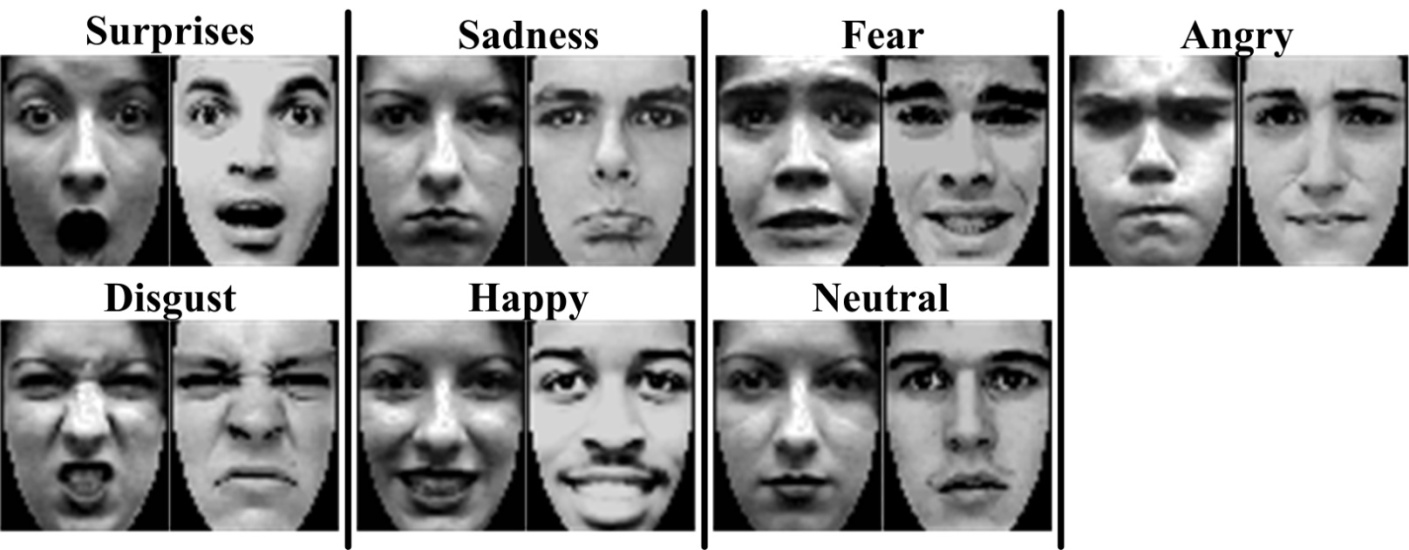 Surprises
Sadness
Fear
Angry
Disgust
Happy
Neutral